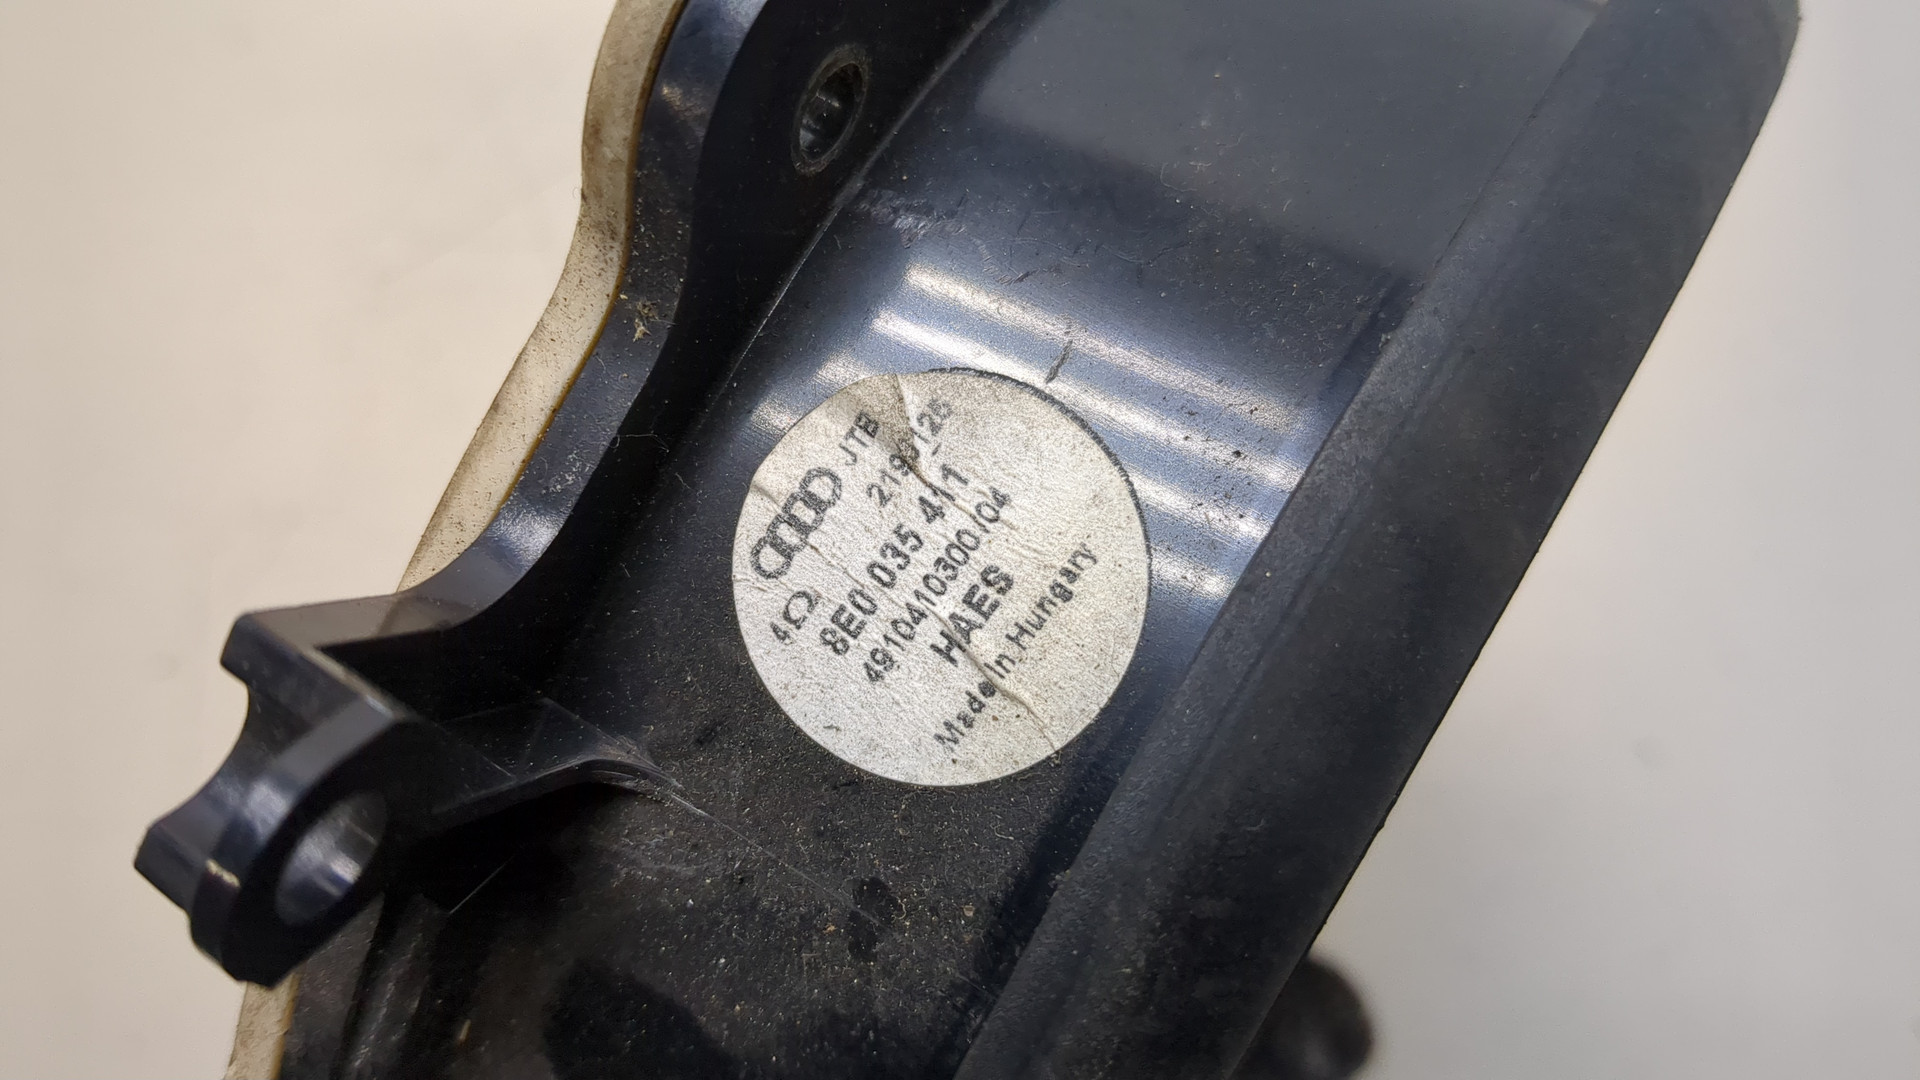 JTB
4Ω
8E0 035 411
4910410300/04
HAES
Made in Hungary